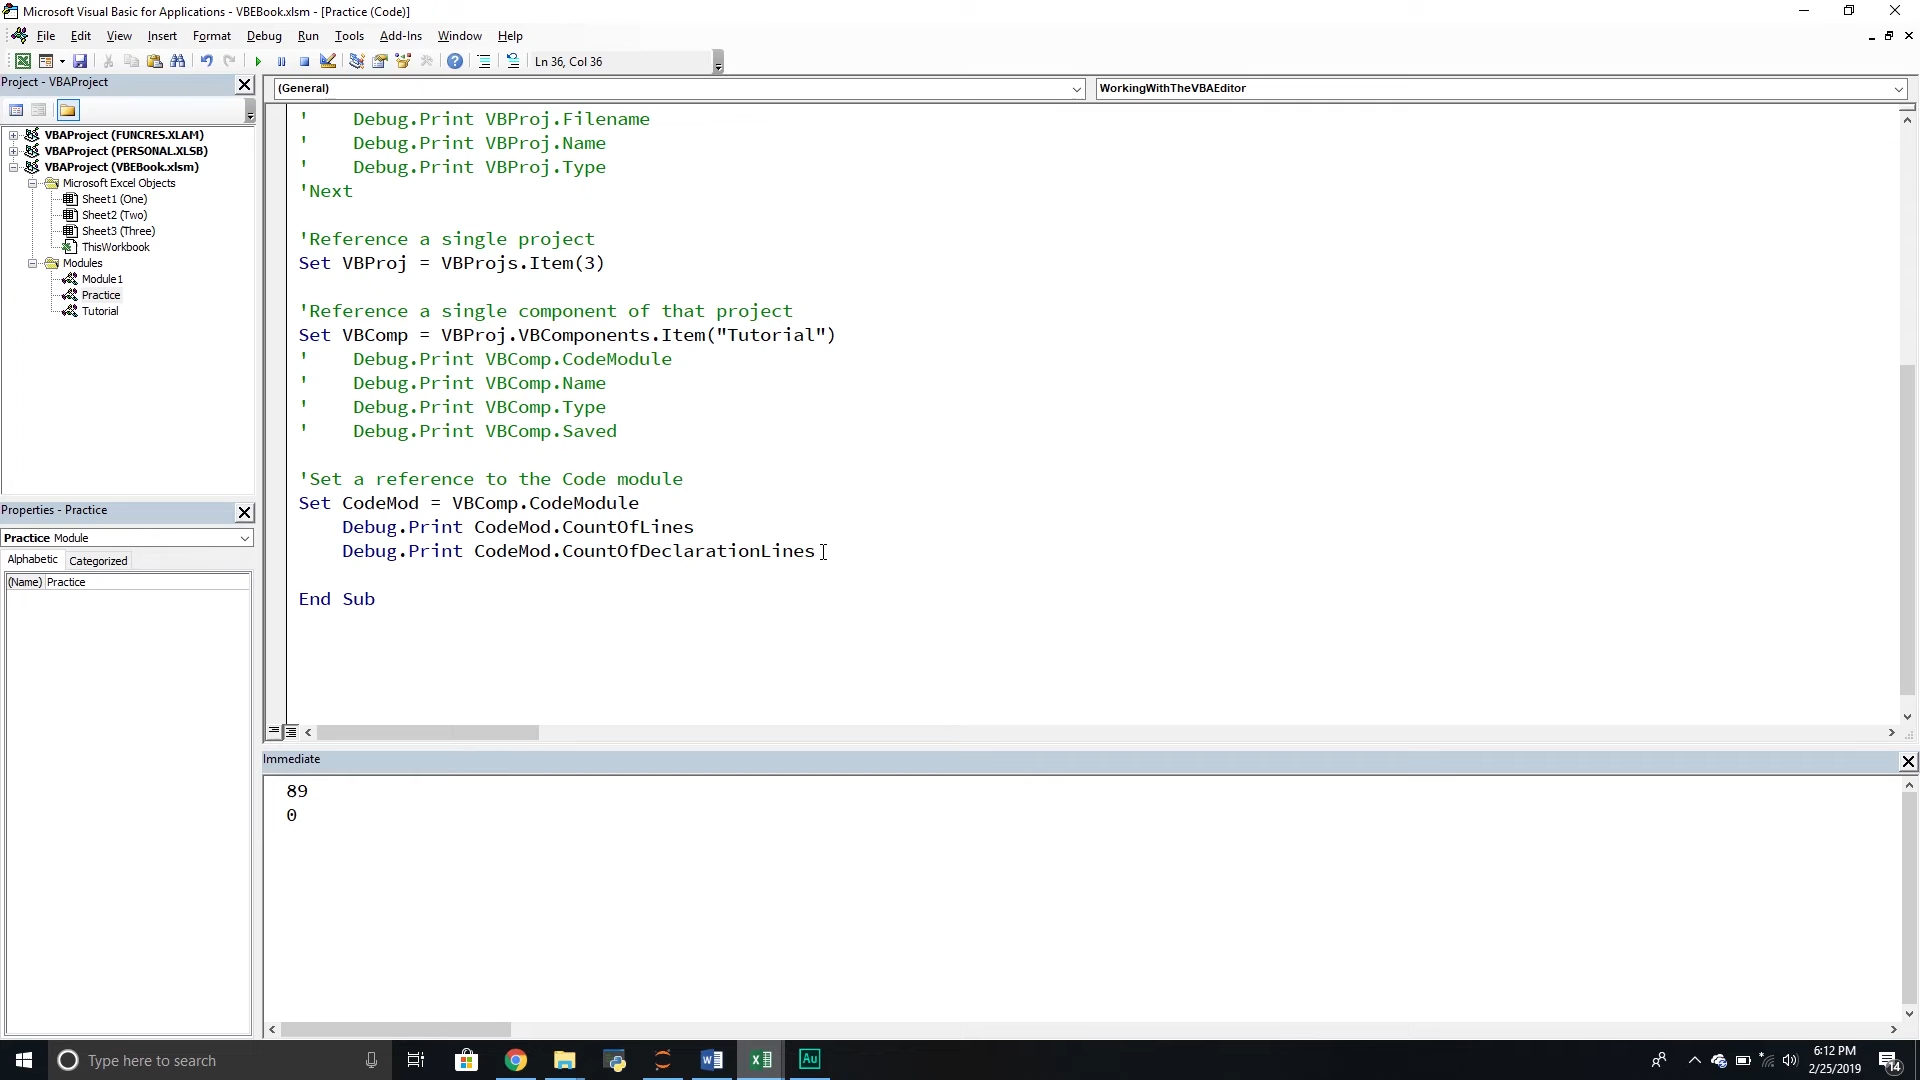 Microsoft Visual Basic for Applications - VBEBook.xlsm - [Practice (Code)]
File Edit View Insert Format Debug Run Tools Add-Ins Window Help
Ln 36, Col 36
Project - VBAProject
(General)
WorkingWithTheVBAEditor
VBAProject (FUNCRES.XLAM)
VBAProject (PERSONAL.XLSB)
VBAProject (VBEBook.xlsm)
Microsoft Excel Objects
Sheet1 (One)
Sheet2 (Two)
Sheet3 (Three)
ThisWorkbook
Modules
Module1
Practice
Tutorial
'    Debug.Print VBProj.Filename
'    Debug.Print VBProj.Name
'    Debug.Print VBProj.Type
'Next
'Reference a single project
Set VBProj = VBProjs.Item(3)
'Reference a single component of that project
Set VBComp = VBProj.VBComponents.Item("Tutorial")
'    Debug.Print VBComp.CodeModule
'    Debug.Print VBComp.Name
'    Debug.Print VBComp.Type
'    Debug.Print VBComp.Saved
'Set a reference to the Code module
Set CodeMod = VBComp.CodeModule
    Debug.Print CodeMod.CountOfLines
    Debug.Print CodeMod.CountOfDeclarationLines
End Sub
Properties - Practice
Practice Module
Alphabetic Categorized
(Name) Practice
Immediate
89
0
Type here to search
Au
6:12 PM
2/25/2019
14